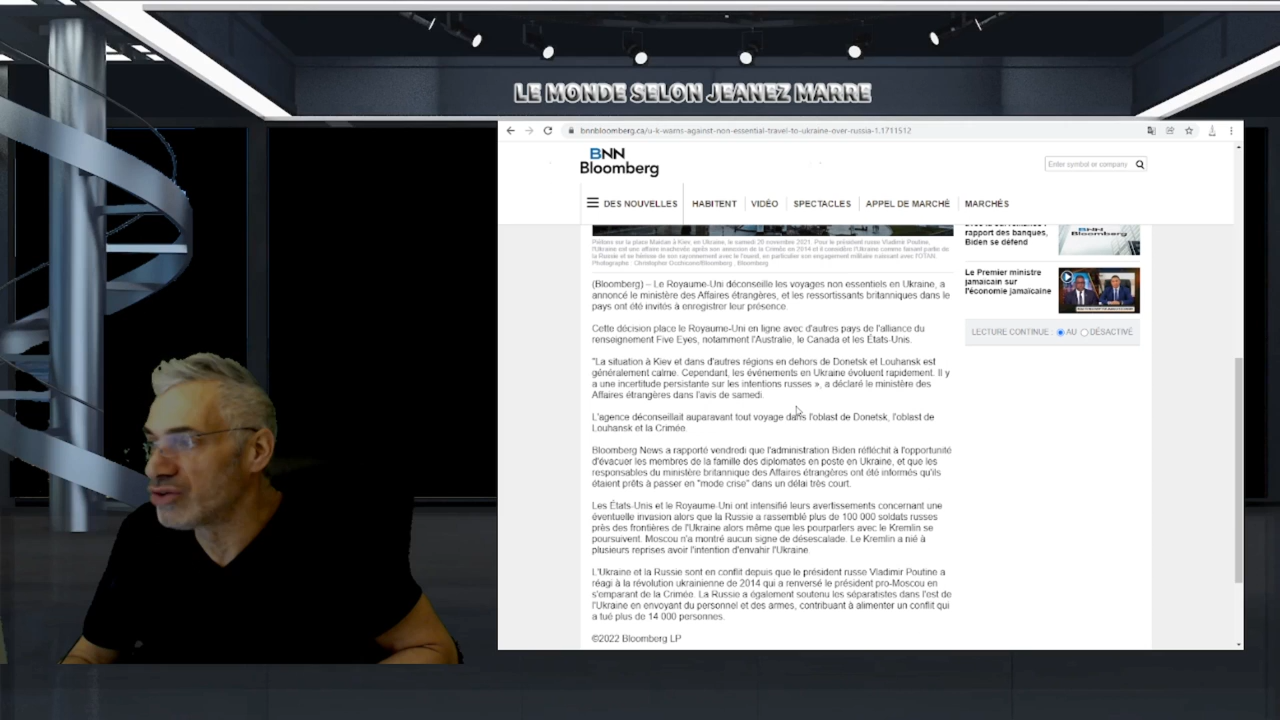 LE MONDE SELON JEANEZ MARRE
bnnbloomberg.ca/u-k-warns-against-non-essential-travel-to-ukraine-over-russia-1.1711512
BNN
Bloomberg
Enter symbol or company
DES NOUVELLES
HABITENT
VIDÉO
SPECTACLES
APPEL DE MARCHÉ
MARCHÉS
Piétons sur la place Maidan à Kiev, en Ukraine, le samedi 20 novembre 2021. Pour le président russe Vladimir Poutine,
l'Ukraine est une affaire inachevée après son annexion de la Crimée en 2014 et il considère l'Ukraine comme faisant partie de
la Russie et se hérisse de son rayonnement avec le
en particulier son engagement militaire naissant avec l'OTAN.
Photographe : Christopher Occhicone/Bloomberg Bloomberg
(Bloomberg) – Le Royaume-Uni déconseille les voyages non essentiels en Ukraine, a
annoncé le ministère des Affaires étrangères, et les ressortissants britanniques dans le
pays ont été invités à enregistrer leur présence.
Cette décision place le Royaume-Uni en ligne avec d'autres pays de l'alliance du
renseignement Five Eyes, notamment l'Australie, le Canada et les États-Unis.
"La situation à Kiev et dans d'autres régions en dehors de Donetsk et Louhansk est
généralement calme. Cependant, les événements en Ukraine évoluent rapidement. Il y
a une incertitude persistante sur les intentions russes », a déclaré le ministère des
Affaires étrangères dans l'avis de samedi.
L'agence déconseillait auparavant tout voyage dans l'oblast de Donetsk, l'oblast de
Louhansk et la Crimée.
Bloomberg News a rapporté vendredi que l'administration Biden réfléchit à l'opportunité
d'évacuer les membres de la famille des diplomates en poste en Ukraine, et que les
responsables du ministère britannique des Affaires étrangères ont été informés qu'ils
étaient prêts à passer en "mode crise" dans un délai très court.
Les États-Unis et le Royaume-Uni ont intensifié leurs avertissements concernant une
éventuelle invasion alors que la Russie a rassemblé plus de 100 000 soldats russes
près des frontières de l'Ukraine alors même que les pourparlers avec le Kremlin se
poursuivent. Moscou n'a montré aucun signe de désescalade. Le Kremlin a nié à
plusieurs reprises avoir l'intention d'envahir l'Ukraine.
L'Ukraine et la Russie sont en conflit depuis que le président russe Vladimir Poutine a
réagi à la révolution ukrainienne de 2014 qui a renversé le président pro-Moscou en
s'emparant de la Crimée. La Russie a également soutenu les séparatistes dans l'est de
l'Ukraine en envoyant du personnel et des armes, contribuant à alimenter un conflit qui
a tué plus de 14 000 personnes.
©2022 Bloomberg LP
rapport des banques,
Biden se défend
Bloomberg
Le Premier ministre
jamaïcain sur
l'économie jamaïcaine
LECTURE CONTINUE : AU DÉSACTIVÉ